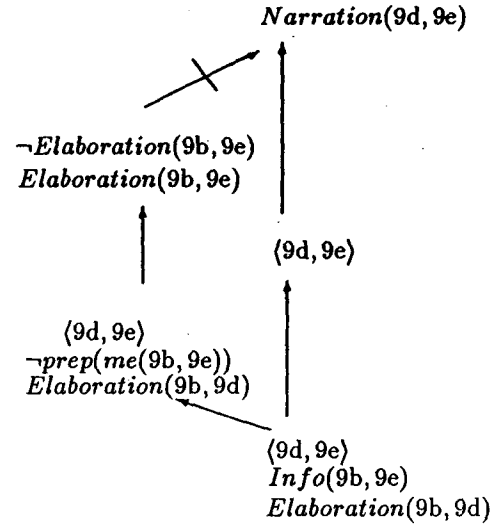 Narration(9d, 9e)
¬Elaboration(9b, 9e)
Elaboration(9b, 9e)
⟨9d, 9e⟩
⟨9d, 9e⟩
¬prep(me(9b, 9e))
Elaboration(9b, 9d)
⟨9d, 9e⟩
Info(9b, 9e)
Elaboration(9b, 9d)